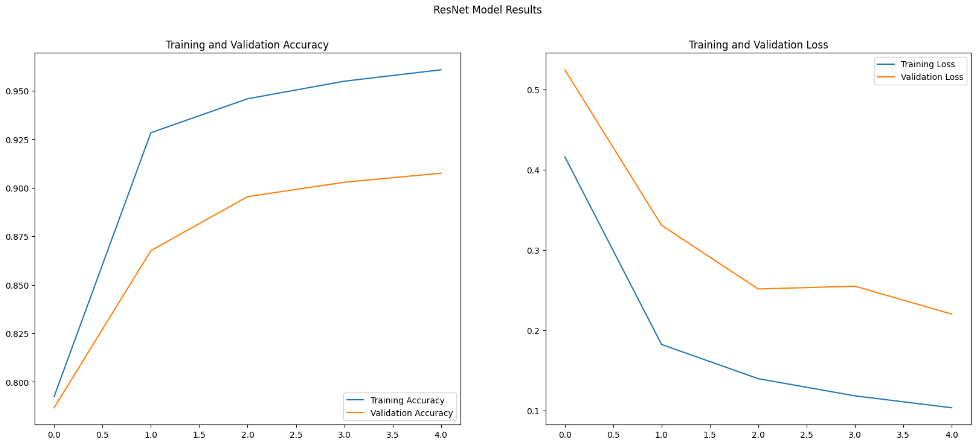 ResNet Model Results
Training and Validation Accuracy
0.950
0.925
0.900
0.875
0.850
0.825
0.800
0.0 0.5 1.0 1.5 2.0 2.5 3.0 3.5 4.0
Training Accuracy
Validation Accuracy
Training and Validation Loss
Training Loss
Validation Loss
0.5
0.4
0.3
0.2
0.1
0.0 0.5 1.0 1.5 2.0 2.5 3.0 3.5 4.0